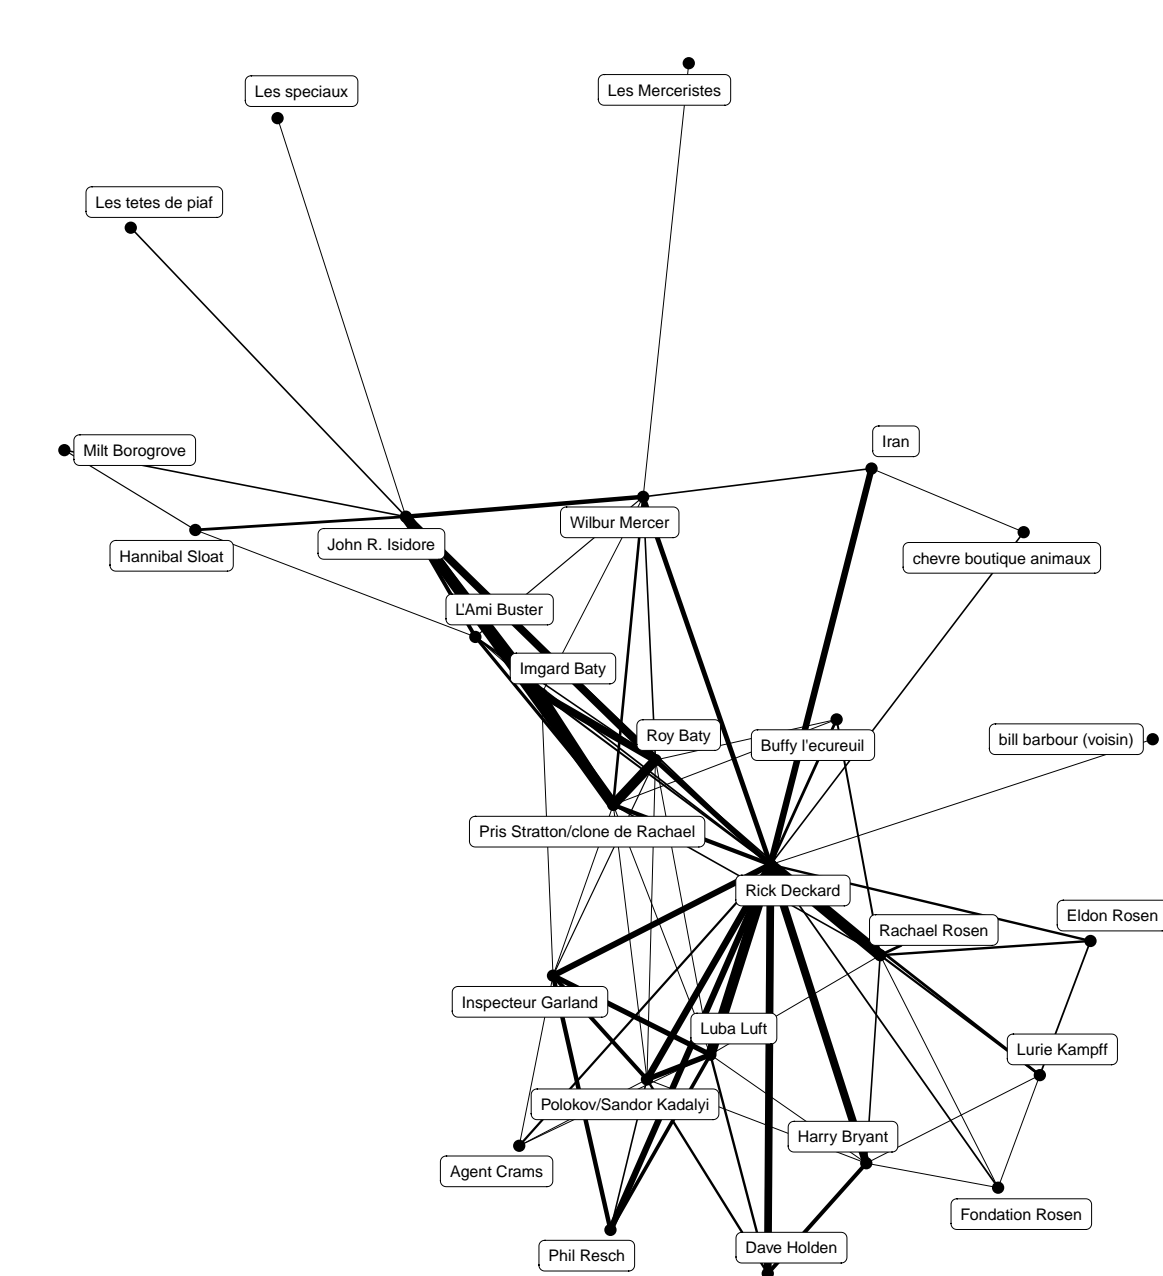 Les Merceristes
Les speciaux
Les tetes de piaf
Iran
Milt Borogrove
Wilbur Mercer
John R. Isidore
Hannibal Sloat
chevre boutique animaux
L'Ami Buster
Imgard Baty
Roy Baty
Buffy l'ecureuil
bill barbour (voisin)
Pris Stratton/clone de Rachael
Rick Deckard
Eldon Rosen
Rachael Rosen
Inspecteur Garland
Luba Luft
Lurie Kampff
Polokov/Sandor Kadalyi
Harry Bryant
Agent Crams
Fondation Rosen
Dave Holden
Phil Resch